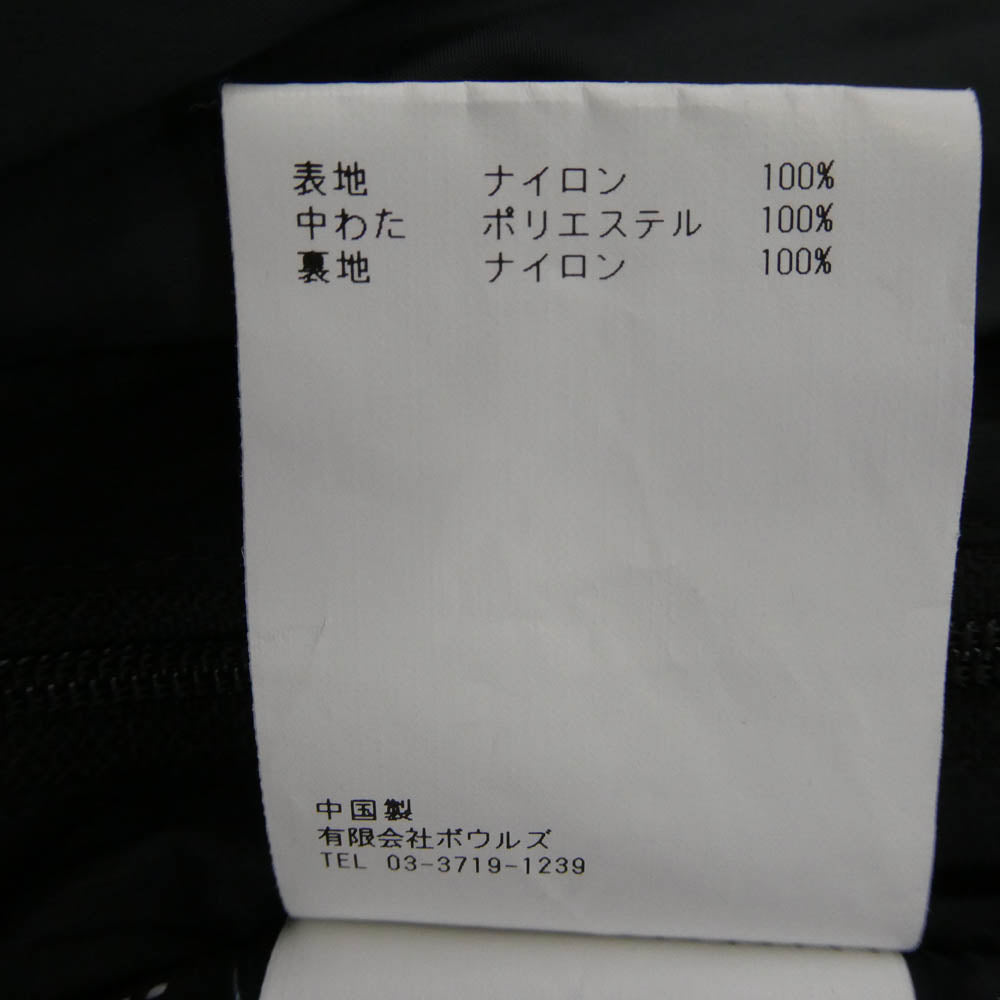 表地 ナイロン 100%
中わた ポリエステル 100%
裏地 ナイロン 100%
中国製
有限会社ボウルズ
TEL 03-3719-1239